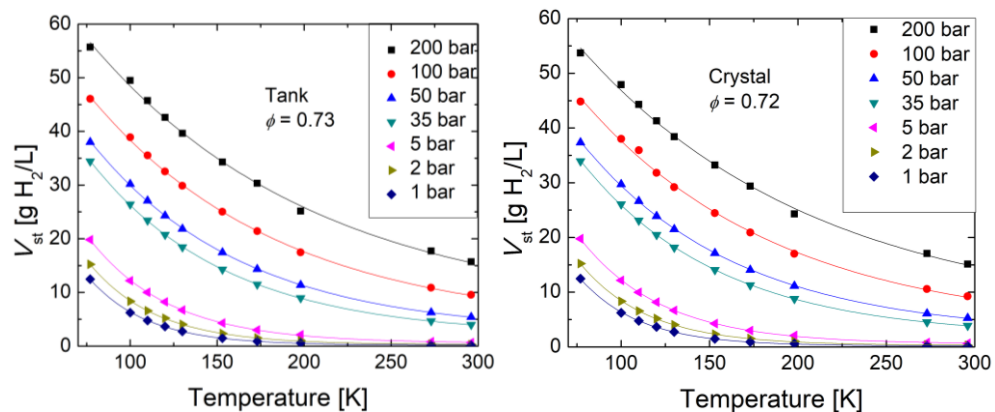 60
50
40
30
20
10
0
V_st [g H₂/L]
100
150
200
250
300
Temperature [K]
Tank
ϕ = 0.73
200 bar
100 bar
50 bar
35 bar
5 bar
2 bar
1 bar
60
50
40
30
20
10
0
V_st [g H₂/L]
100
150
200
250
300
Temperature [K]
Crystal
ϕ = 0.72
200 bar
100 bar
50 bar
35 bar
5 bar
2 bar
1 bar